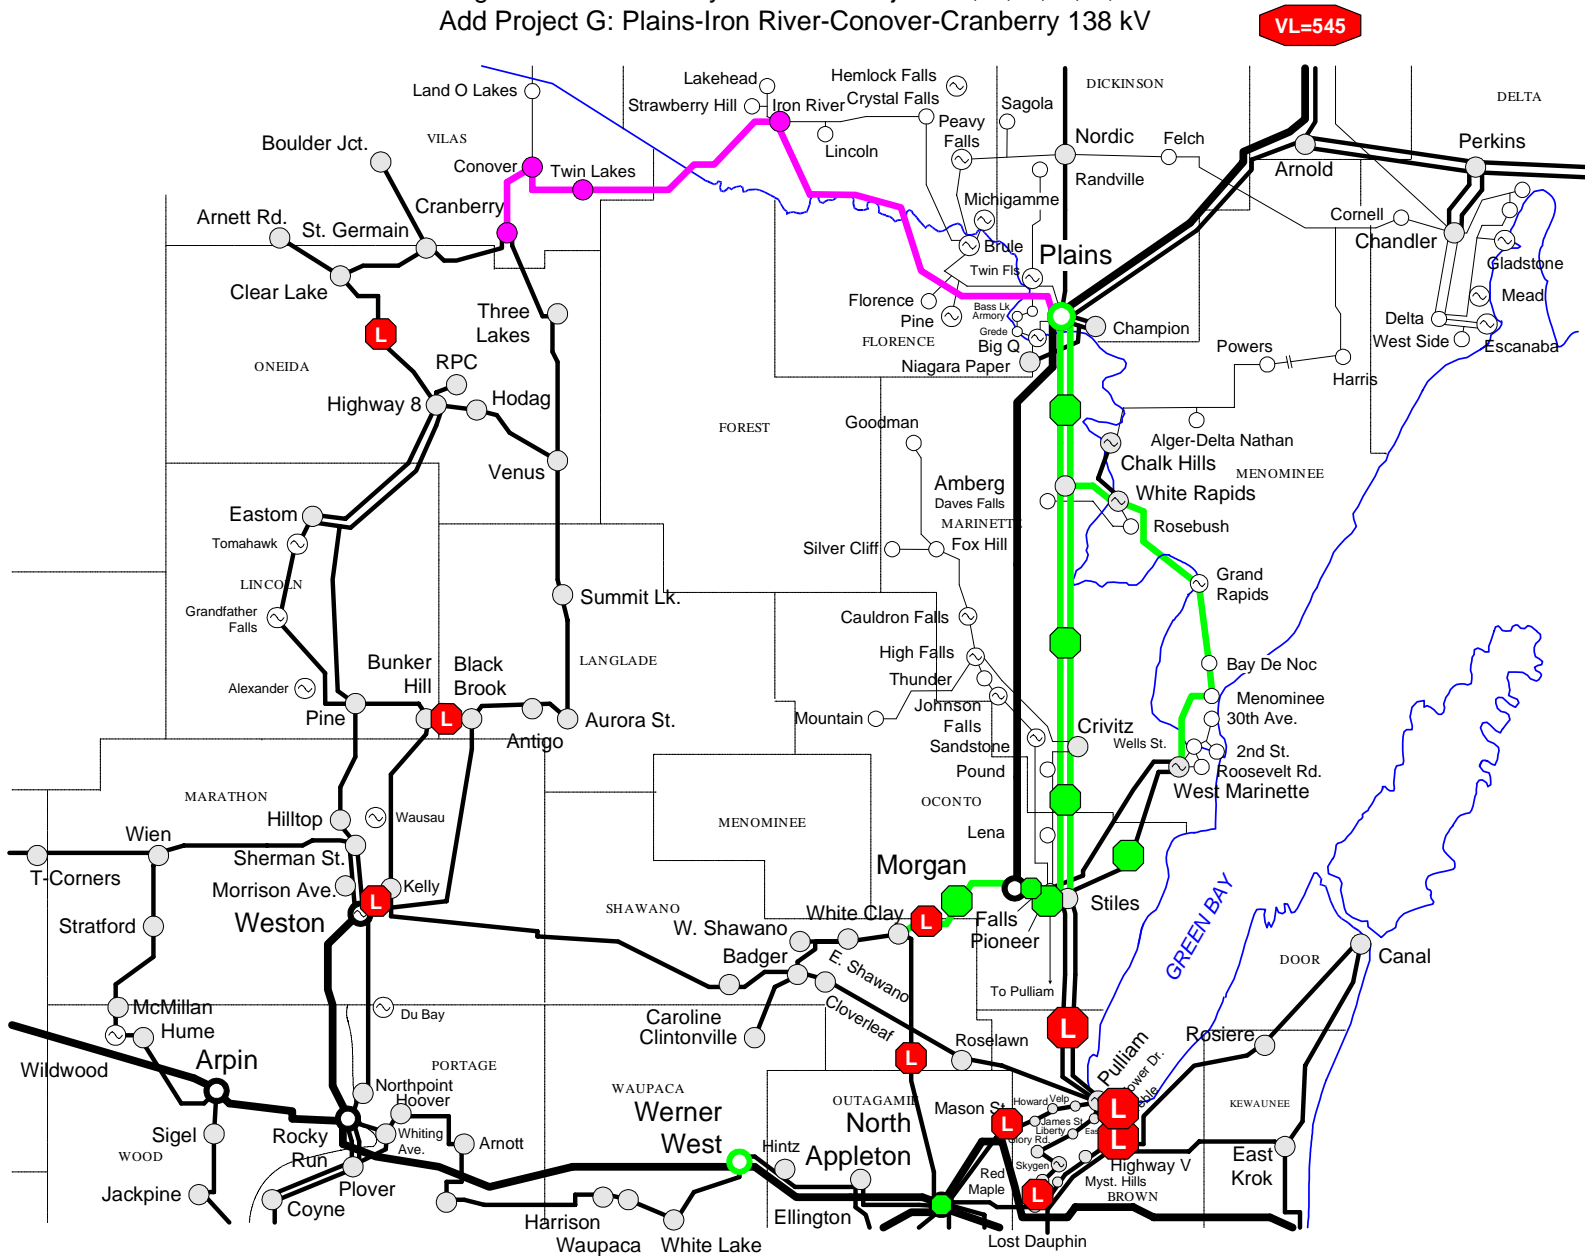 Add Project G: Plains-Iron River-Conover-Cranberry 138 kV
VL=545
Land O Lakes
Lakehead
Strawberry Hill
Iron River
Hemlock Falls
Crystal Falls
Sagola
DICKINSON
DELTA
VILAS
Boulder Jct.
Conover
Twin Lakes
Lincoln
Peavy
Falls
Nordic
Randville
Felch
Arnold
Perkins
Arnett Rd.
St. Germain
Cranberry
Michigamme
Brule
Plains
Cornell
Chandler
Gladstone
Clear Lake
Three
Lakes
Twin Fls
Florence
Pine
Bass Lk
Armory
Grede
Big Q
Champion
Mead
Delta
West Side
Escanaba
L
ONEIDA
FLORENCE
Niagara Paper
Powers
Harris
RPC
Highway 8
Hodag
FOREST
Goodman
Alger-Delta Nathan
Chalk Hills
MENOMINEE
Venus
Amberg
Daves Falls
White Rapids
MARINETTE
Rosebush
Eastom
Tomahawk
Silver Cliff
Fox Hill
LINCOLN
Summit Lk.
Grand
Rapids
Grandfather
Falls
Cauldron Falls
High Falls
Thunder
Bunker
Hill
Black
Brook
LANGLADE
Bay De Noc
Alexander
Pine
L
Antigo
Aurora St.
Mountain
Johnson
Falls
Sandstone
Crivitz
Menominee
30th Ave.
Wells St.
2nd St.
Roosevelt Rd.
West Marinette
Pound
MARATHON
OCONTO
Hilltop
Wausau
MENOMINEE
Lena
Wien
Sherman St.
T-Corners
Morrison Ave.
Kelly
Morgan
L
Weston
SHAWANO
White Clay
L
Falls
Pioneer
Stiles
Stratford
W. Shawano
Badger
E. Shawano
GREEN BAY
DOOR
Canal
Cloverleaf
To Pulliam
McMillan
Hume
Du Bay
Caroline
Clintonville
Roselawn
L
L
Rosiere
Wildwood
Arpin
PORTAGE
Pulliam
Northpoint
Hoover
WAUPACA
OUTAGAMIE
KEWAUNEE
Werner
West
North
Appleton
Mason St.
L
Howard
Velp
James St.
Liberty
L
L
Sigel
WOOD
Rocky
Run
Whiting
Ave.
Arnott
Hintz
Glory Rd.
Skygen
Highway V
East
Krok
Red
Maple
Myst. Hills
BROWN
Jackpine
Plover
Coyne
Harrison
Waupaca
White Lake
Ellington
L
Lost Dauphin